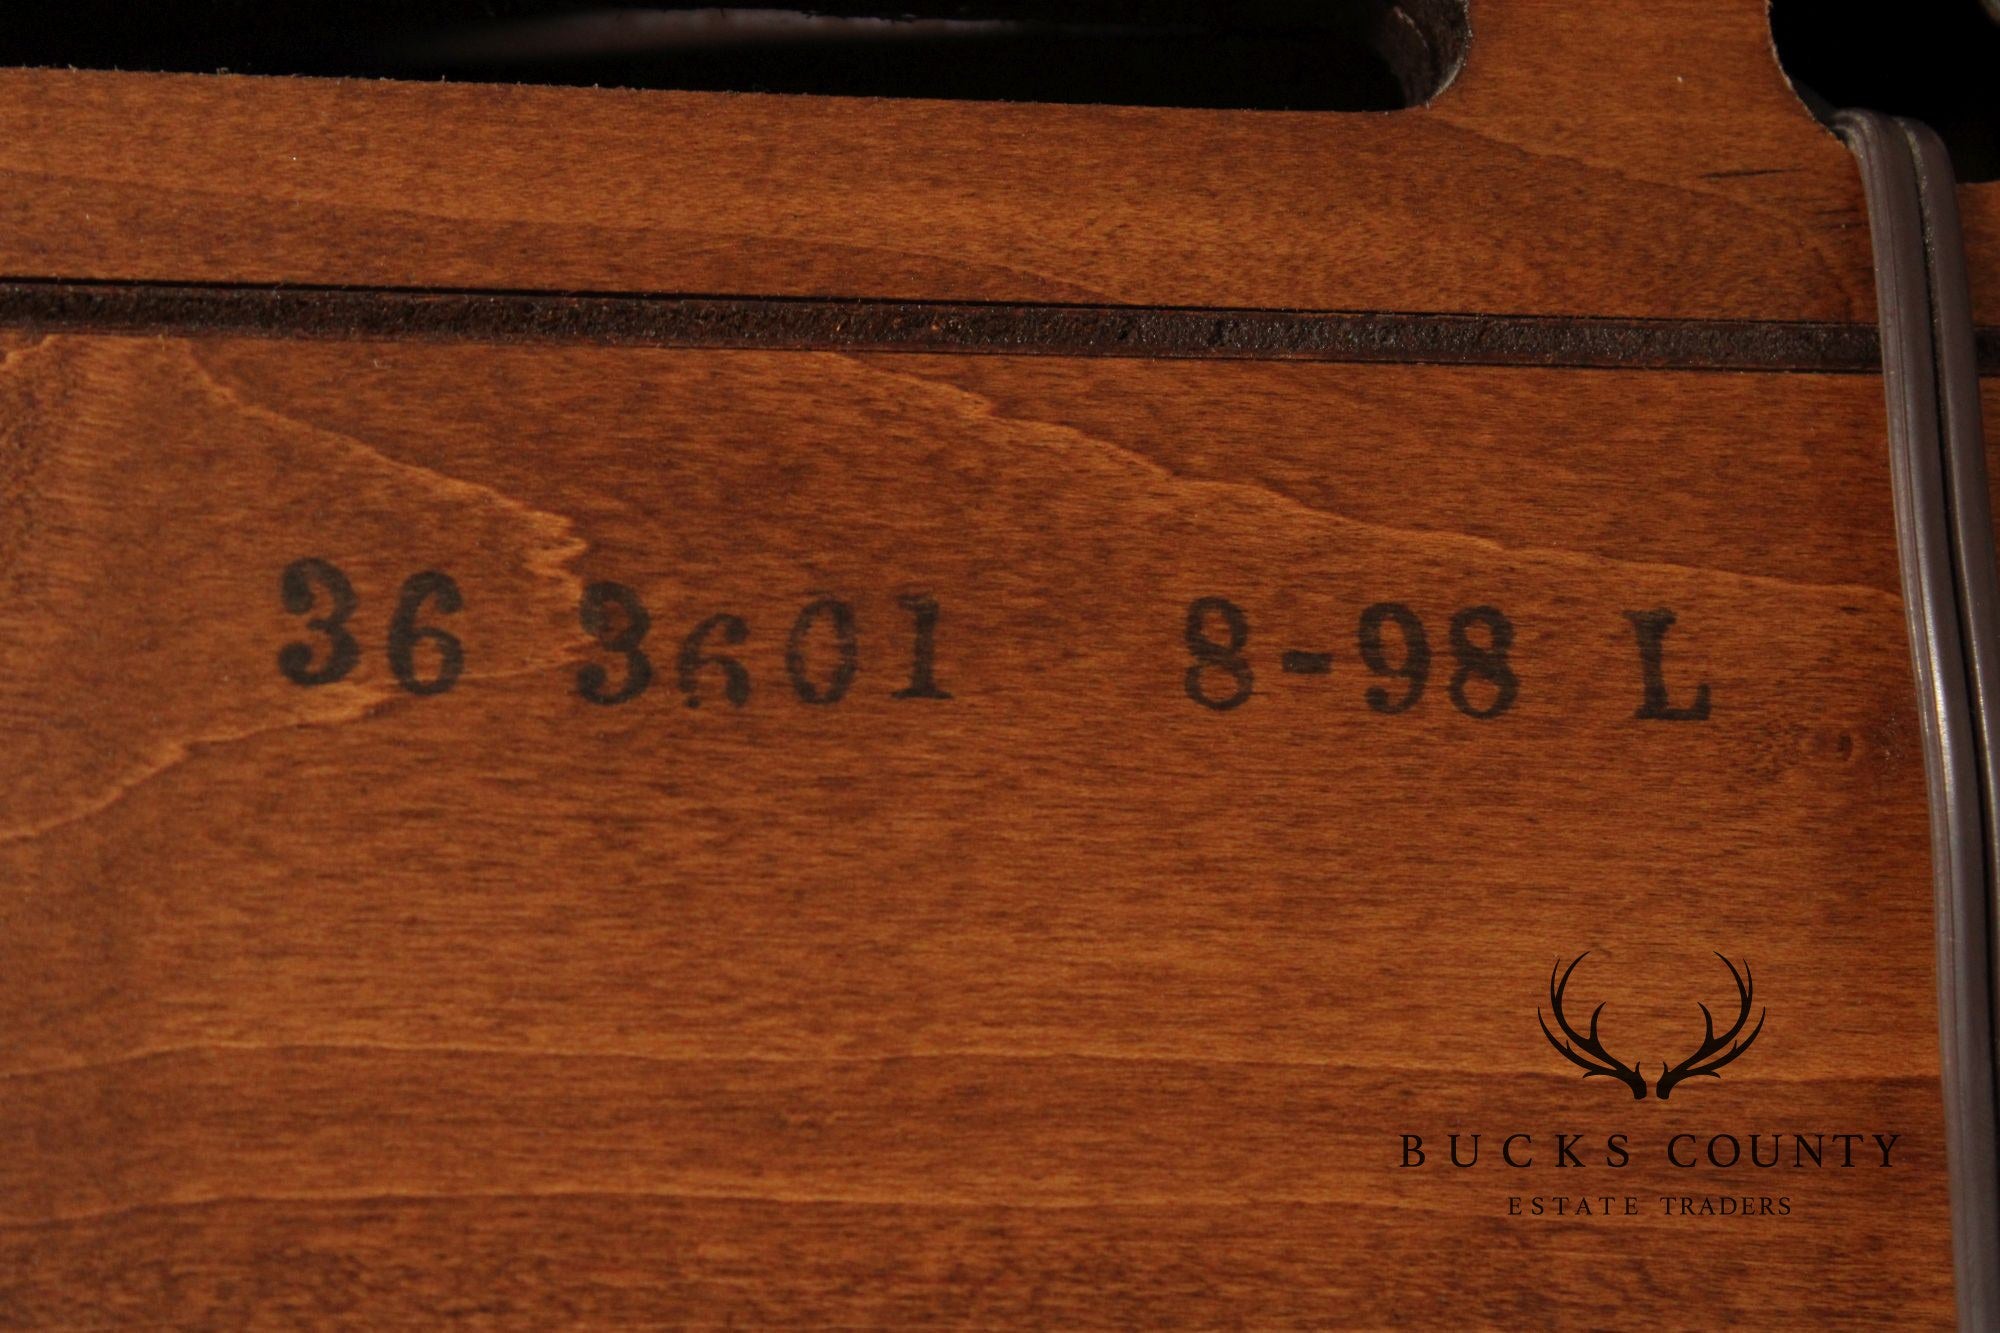 36 3601 8-98 L
BUCKS COUNTY
ESTATE TRADERS